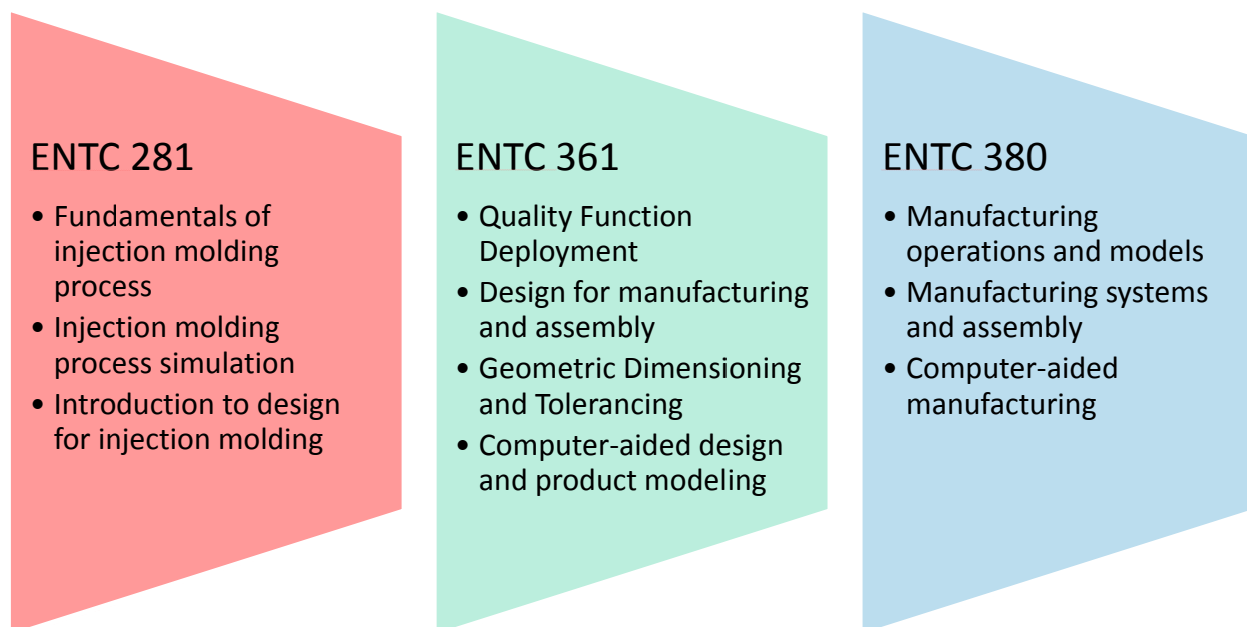 ENTC 281
• Fundamentals of
injection molding
process
• Injection molding
process simulation
• Introduction to design
for injection molding
ENTC 361
• Quality Function
Deployment
• Design for manufacturing
and assembly
• Geometric Dimensioning
and Tolerancing
• Computer-aided design
and product modeling
ENTC 380
• Manufacturing
operations and models
• Manufacturing systems
and assembly
• Computer-aided
manufacturing